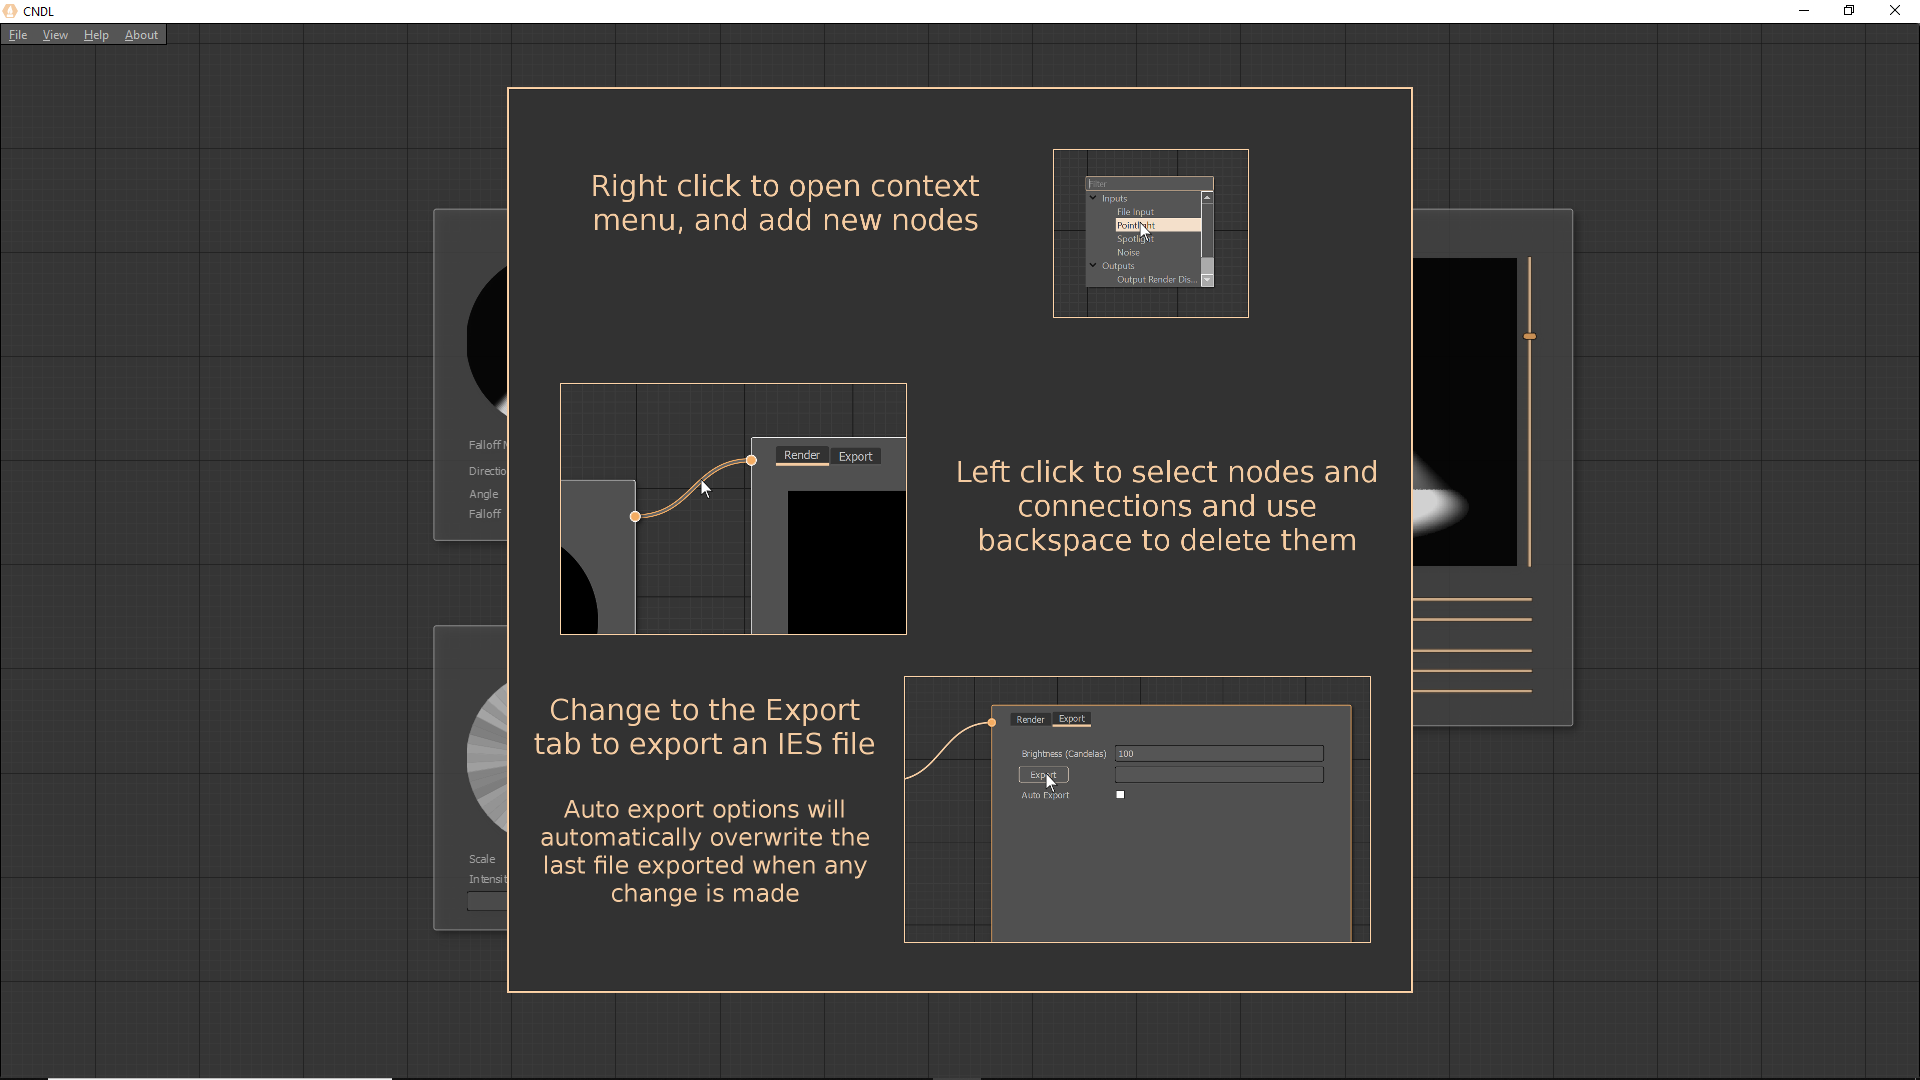 CNDL
File View Help About
Right click to open context
menu, and add new nodes
Filter
Inputs
File Input
Pointlight
Spotlight
Noise
Outputs
Output Render Dis...
Falloff
Directio
Angle
Falloff
Render Export
Left click to select nodes and
connections and use
backspace to delete them
Change to the Export
tab to export an IES file
Auto export options will
automatically overwrite the
last file exported when any
change is made
Render Export
Brightness (Candelas) 100
Export
Auto Export
Scale
Intensit